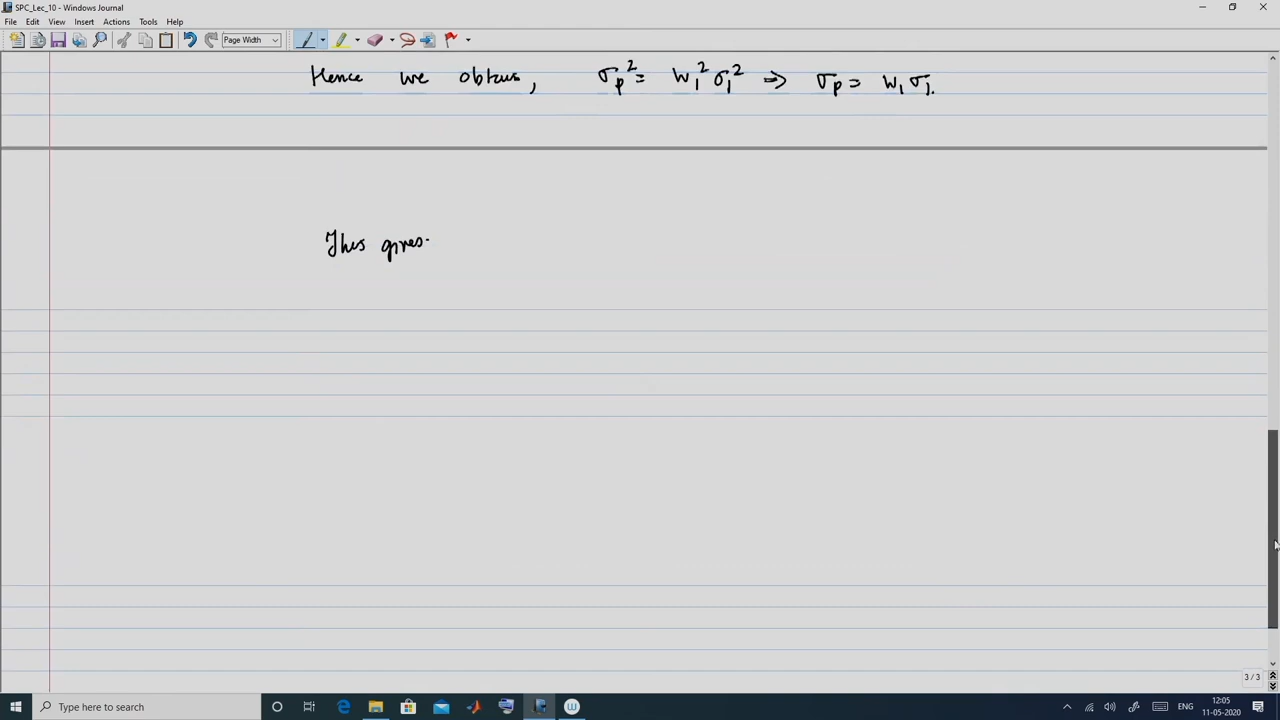 SPC_Lec_10 - Windows Journal
File Edit View Insert Actions Tools Help
Page Width
Hence we obtain, σp² = w₁²σ₁² ⇒ σp = w₁σ₁.
This gives.
3 / 3
Type here to search
ENG
12:05
11-05-2020